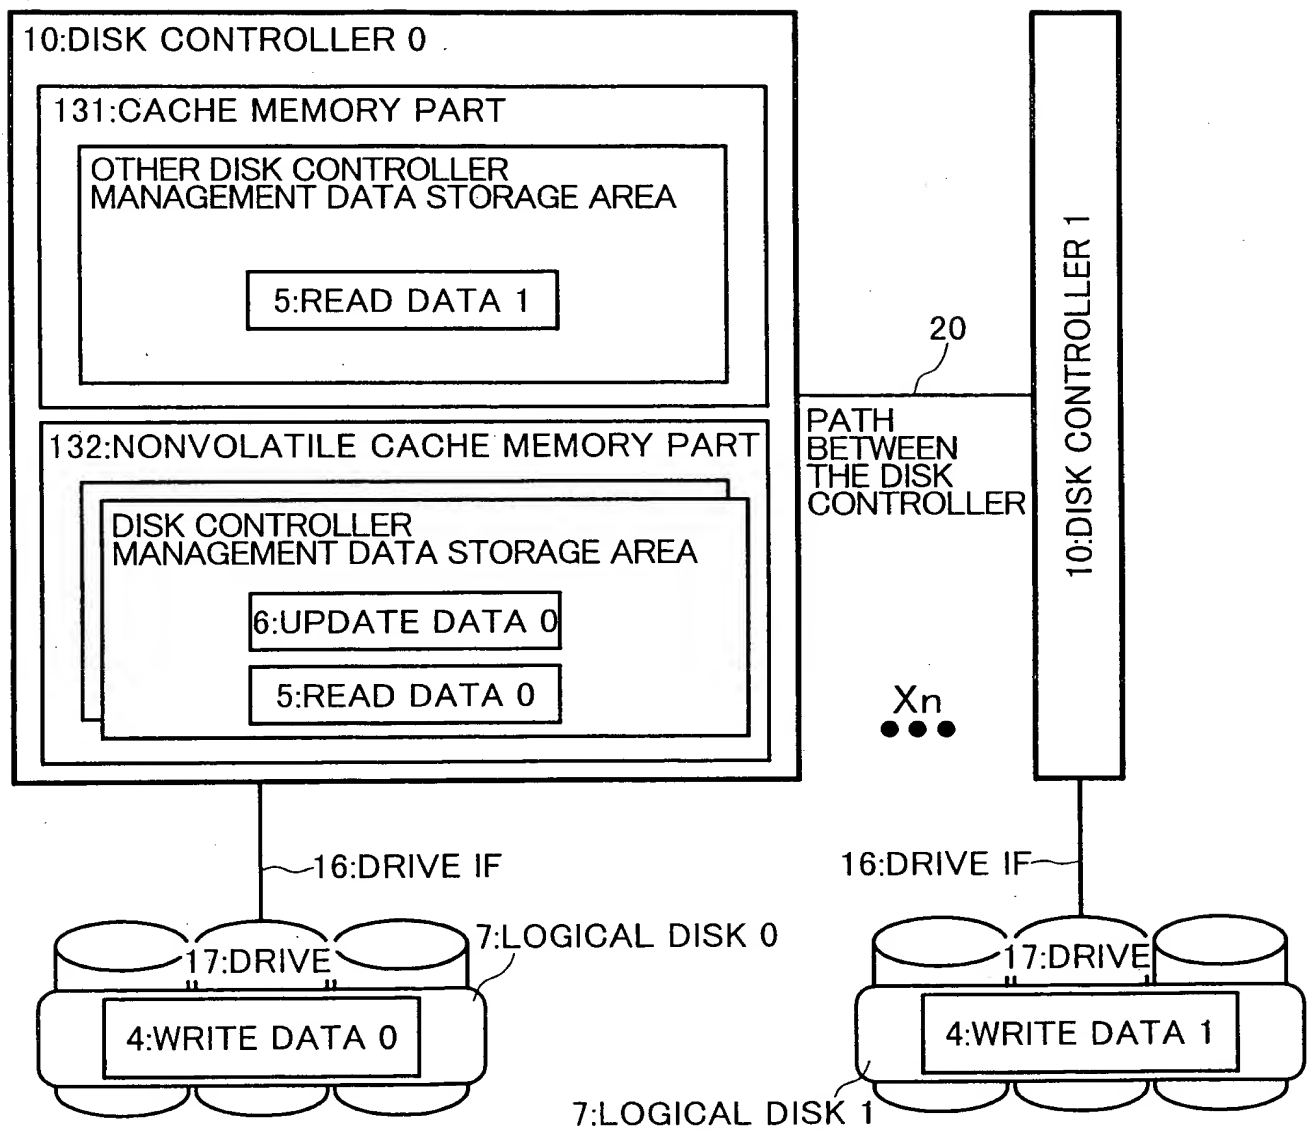 10:DISK CONTROLLER 0
131:CACHE MEMORY PART
OTHER DISK CONTROLLER
MANAGEMENT DATA STORAGE AREA
5:READ DATA 1
132:NONVOLATILE CACHE MEMORY PART
DISK CONTROLLER
MANAGEMENT DATA STORAGE AREA
6:UPDATE DATA 0
5:READ DATA 0
20
PATH
BETWEEN
THE DISK
CONTROLLER
Xn
10:DISK CONTROLLER 1
16:DRIVE IF
16:DRIVE IF
17:DRIVE
7:LOGICAL DISK 0
4:WRITE DATA 0
17:DRIVE
4:WRITE DATA 1
7:LOGICAL DISK 1